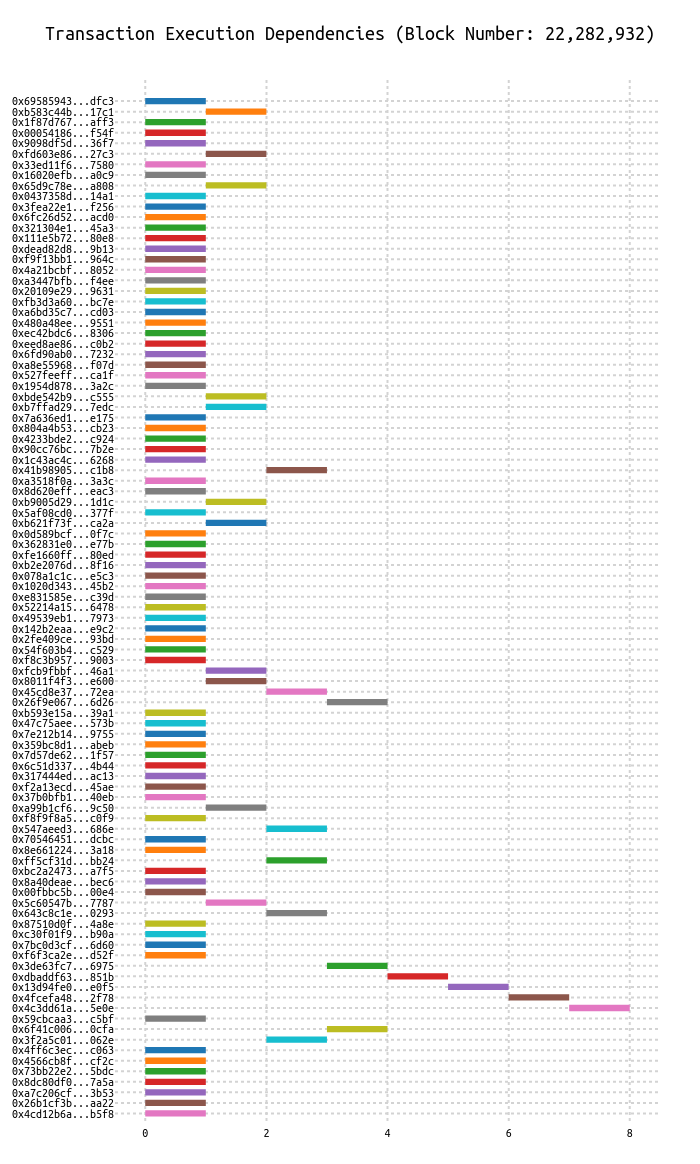 Transaction Execution Dependencies (Block Number: 22,282,932)
0x69585943...dfc3
0xb583c44b...17c1
0x1f87d767...aff3
0x00054186...f54f
0x9098df5d...36f7
0xfd603e86...27c3
0x33ed11f6...7580
0x16020efb...a0c9
0x65d9c78e...a808
0x0437358d...14a1
0x3fea22e1...f256
0x6fc26d52...acd0
0x321304e1...45a3
0x111e5b72...80e8
0xdead82d8...9b13
0xf9f13bb1...964c
0x4a21bcbf...8052
0xa3447bfb...f4ee
0x20109e29...9631
0xfb3d3a60...bc7e
0xa6bd35c7...cd03
0x480a48ee...9551
0xec42bdc6...8306
0xeed8ae86...c0b2
0x6fd90ab0...7232
0xa8e55968...f07d
0x527feeff...ca1f
0x1954d878...3a2c
0xbde542b9...c555
0xb7ffad29...7edc
0x7a636ed1...e175
0x804a4b53...cb23
0x4233bde2...c924
0x90cc76bc...7b2e
0x1c43ac4c...6268
0x41b98905...c1b8
0xa3518f0a...3a3c
0x8d620eff...eac3
0xb9005d29...1d1c
0x5af08cd0...377f
0xb621f73f...ca2a
0x0d589bcf...0f7c
0x362831e0...e77b
0xfe1660ff...80ed
0xb2e2076d...8f16
0x078a1c1c...e5c3
0x1020d343...45b2
0xe831585e...c39d
0x52214a15...6478
0x49539eb1...7973
0x142b2eaa...e9c2
0x2fe409ce...93bd
0x54f603b4...c529
0xf8c3b957...9003
0xfcb9fbbf...46a1
0x8011f4f3...e600
0x45cd8e37...72ea
0x26f9e067...6d26
0xb593e15a...39a1
0x47c75aee...573b
0x7e212b14...9755
0x359bc8d1...abeb
0x7d57de62...1f57
0x6c51d337...4b44
0x317444ed...ac13
0xf2a13ecd...45ae
0x37b0bfb1...40eb
0xa99b1cf6...9c50
0xf8f9f8a5...c0f9
0x547aeed3...686e
0x70546451...dcbc
0x8e661224...3a18
0xff5cf31d...bb24
0xbc2a2473...a7f5
0x8a40deae...bec6
0x00fbbc5b...00e4
0x5c60547b...7787
0x643c8c1e...0293
0x87510d0f...4a8e
0xc30f01f9...b90a
0x7bc0d3cf...6d60
0xf6f3ca2e...d52f
0x3de63fc7...6975
0xdbaddf63...851b
0x13d94fe0...e0f5
0x4fcefa48...2f78
0x4c3dd61a...5e0e
0x59cbcaa3...c5bf
0x6f41c006...0cfa
0x3f2a5c01...062e
0x4ff6c3ec...c063
0x4566cb8f...cf2c
0x73bb22e2...5bdc
0x8dc80df0...7a5a
0xa7c206cf...3b53
0x26b1cf3b...aa22
0x4cd12b6a...b5f8
0 2 4 6 8